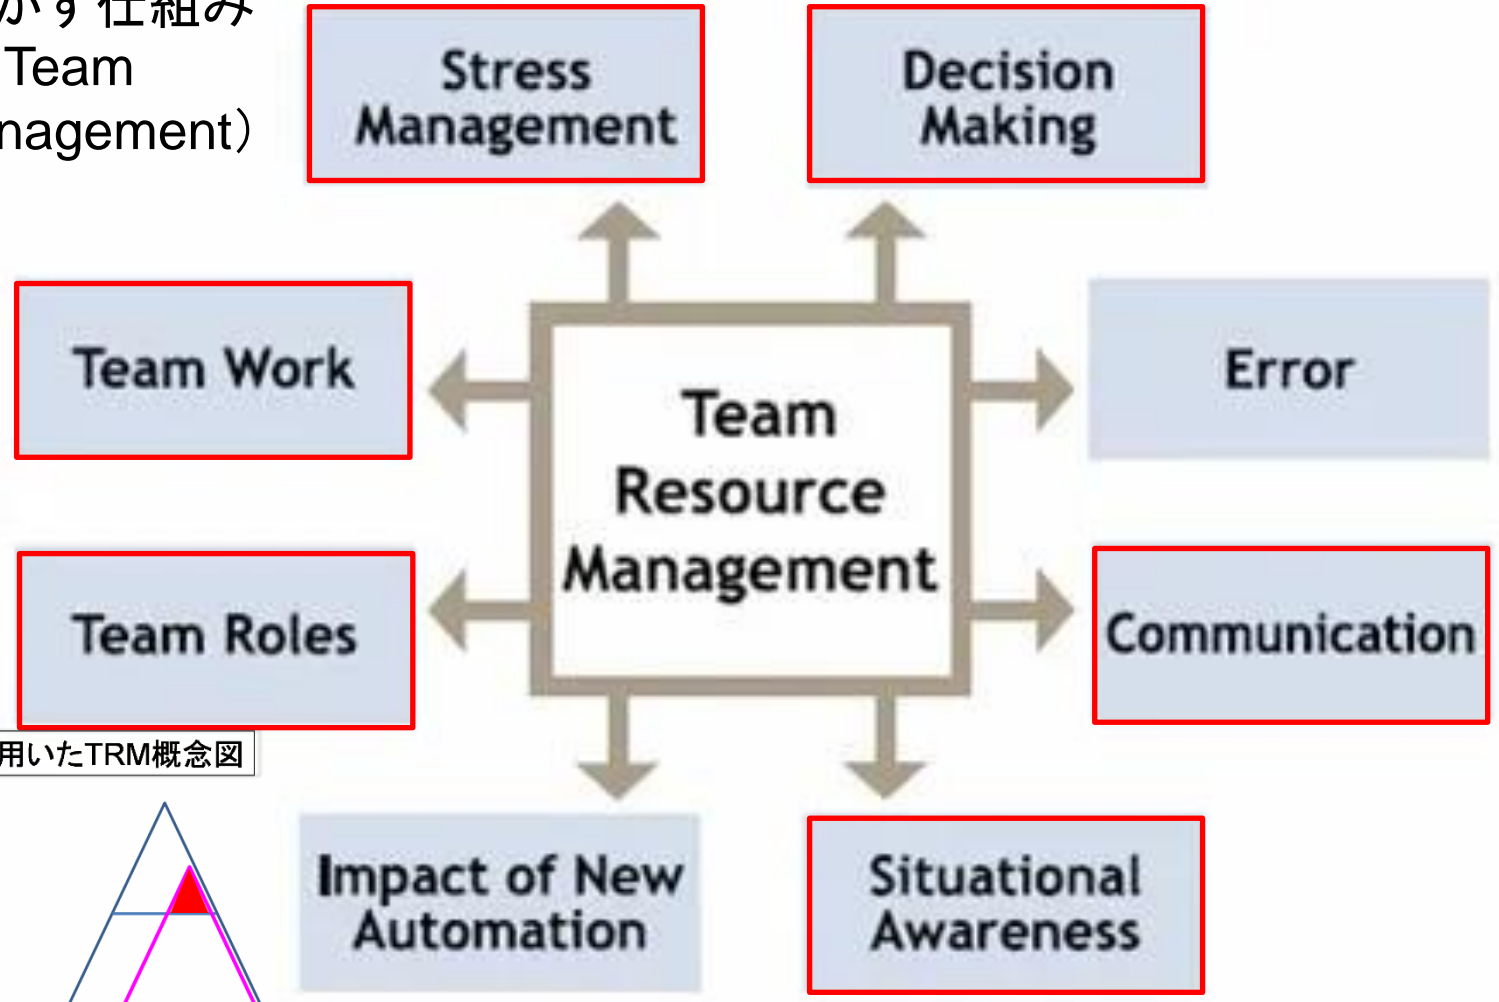 かす仕組み
Team
nagement）
Stress
Management
Decision
Making
Team Work
Error
Team
Resource
Management
Team Roles
Communication
用いたTRM概念図
Impact of New
Automation
Situational
Awareness